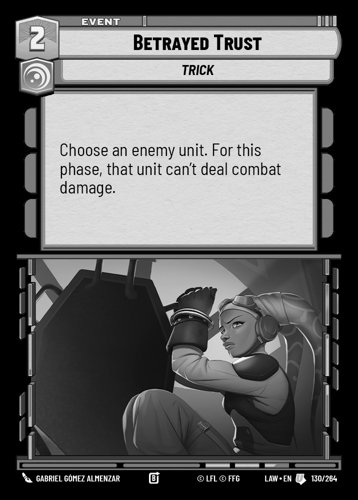 EVENT
2
BETRAYED TRUST
TRICK
Choose an enemy unit. For this
phase, that unit can't deal combat
damage.
GABRIEL GÓMEZ ALMENZAR
© LFL © FFG
LAW • EN
130/264